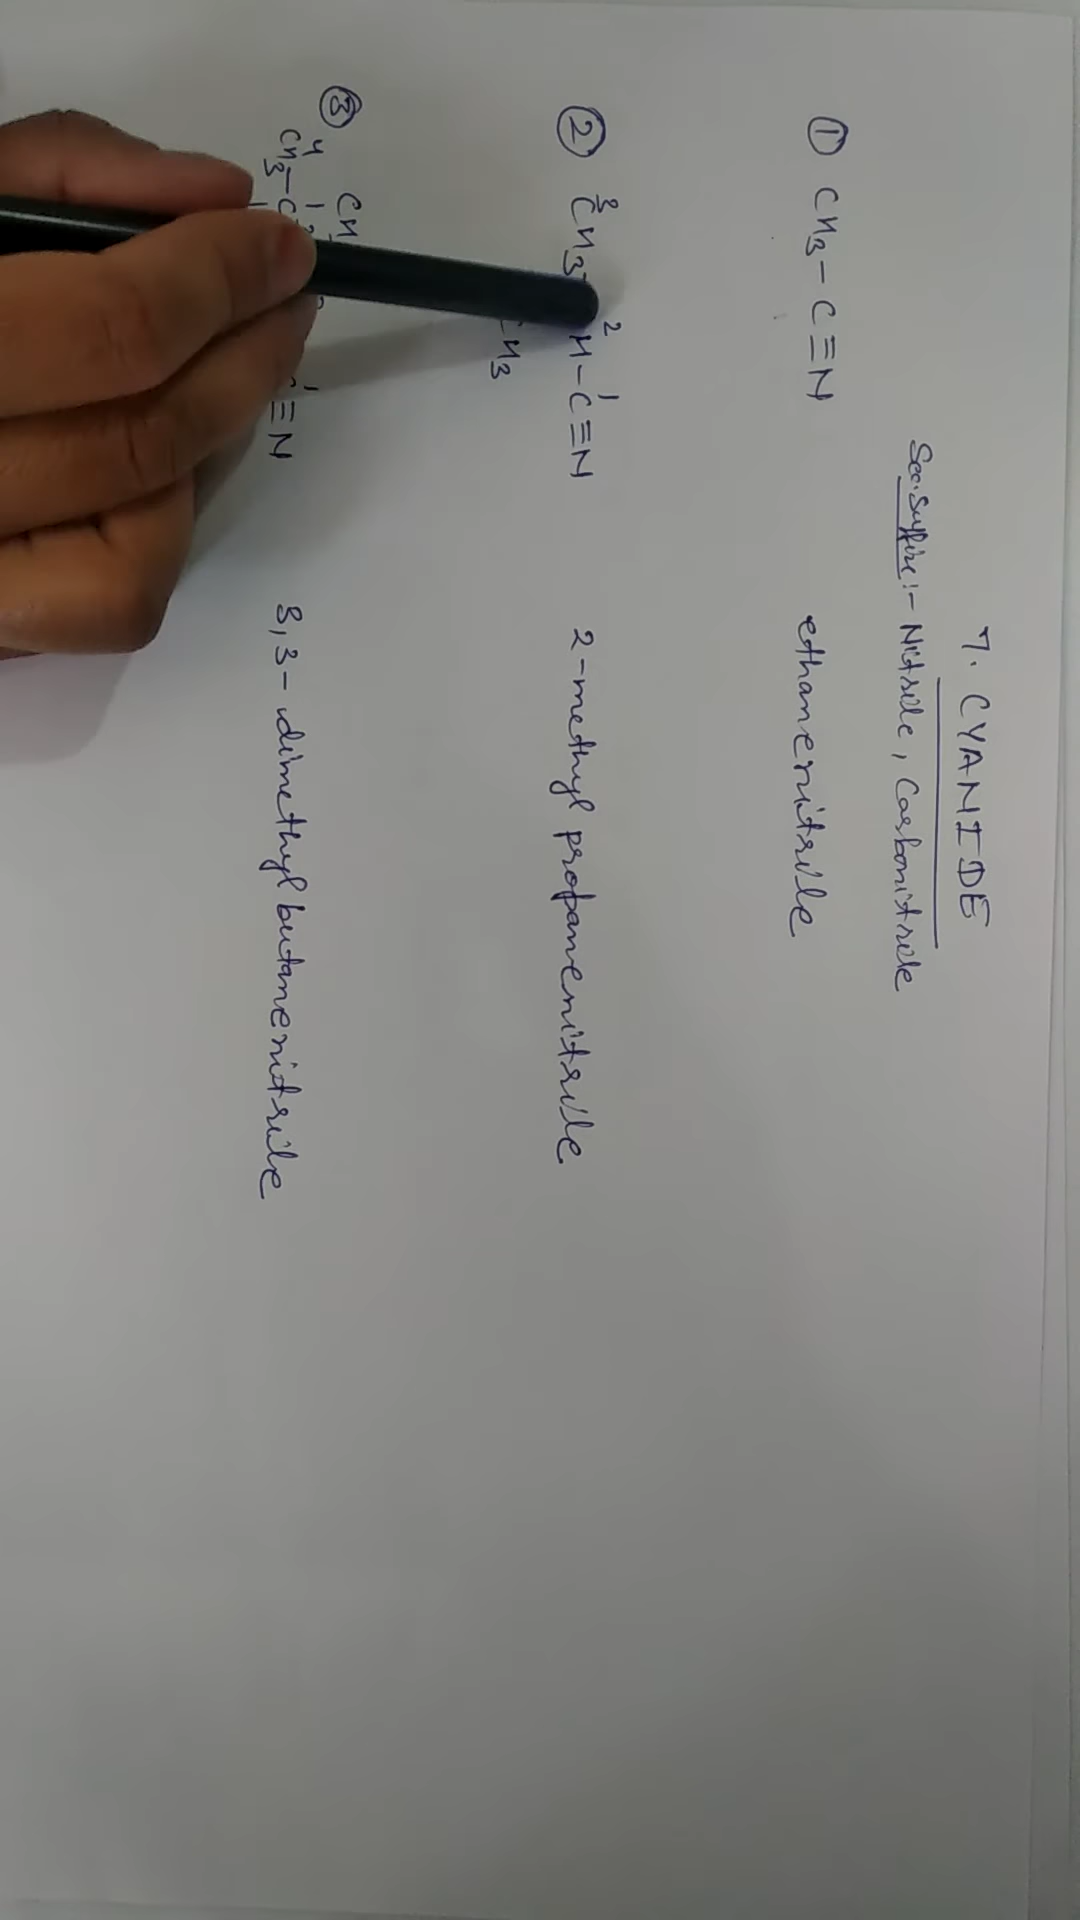 7. CYANIDE
Sec. Suffix :- Nitrile, Carbonitrile
① CH3 - C ≡ N ethanenitrile
② 3 2 1
CH3 H - C ≡ N 2-methyl propanenitrile
CH3
③ CH
4 1
CH3 - C ≡ N 3,3-dimethyl butanenitrile